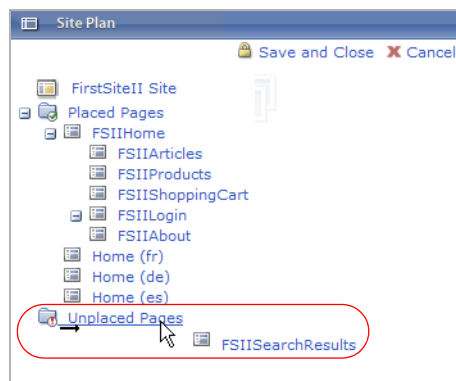 Site Plan
Save and Close Cancel
FirstSiteII Site
Placed Pages
FSIIHome
FSIIArticles
FSIIProducts
FSIIShoppingCart
FSIILogin
FSIIAbout
Home (fr)
Home (de)
Home (es)
Unplaced Pages
FSIISearchResults